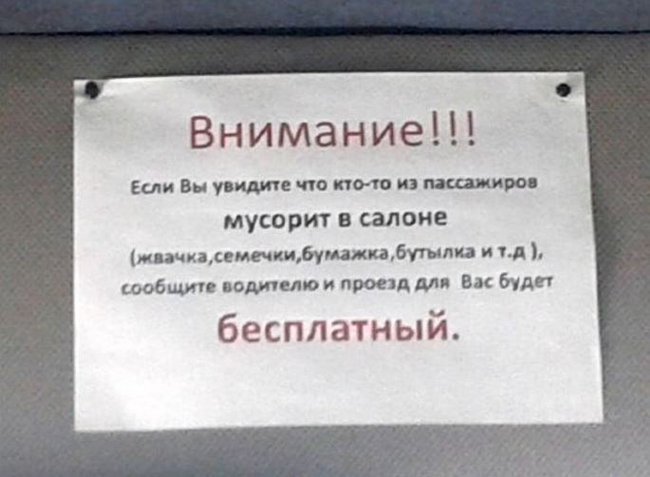 Внимание!!!
Если Вы увидите что кто-то из пассажиров
мусорит в салоне
(жвачка,семечки,бумажка,бутылка и т.д ),
сообщите водителю и проезд для Вас будет
бесплатный.